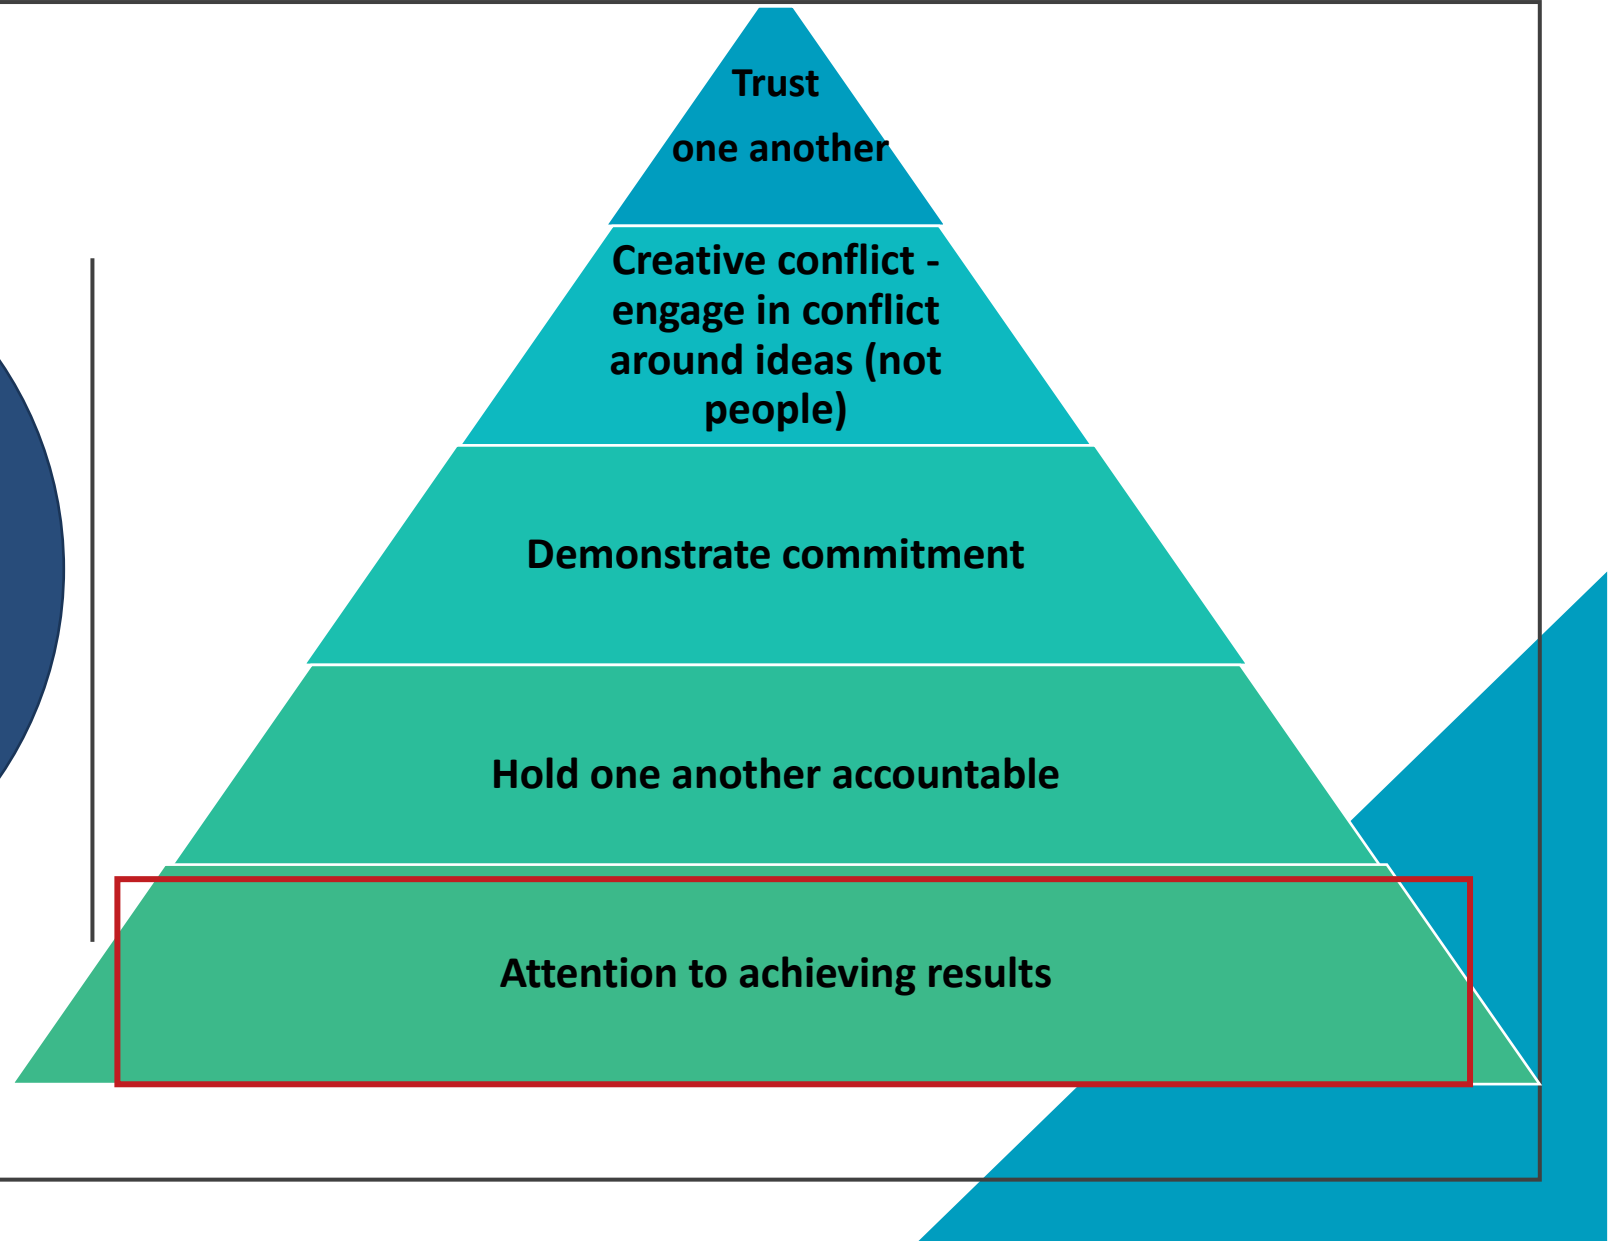 Trust
one another
Creative conflict -
engage in conflict
around ideas (not
people)
Demonstrate commitment
Hold one another accountable
Attention to achieving results